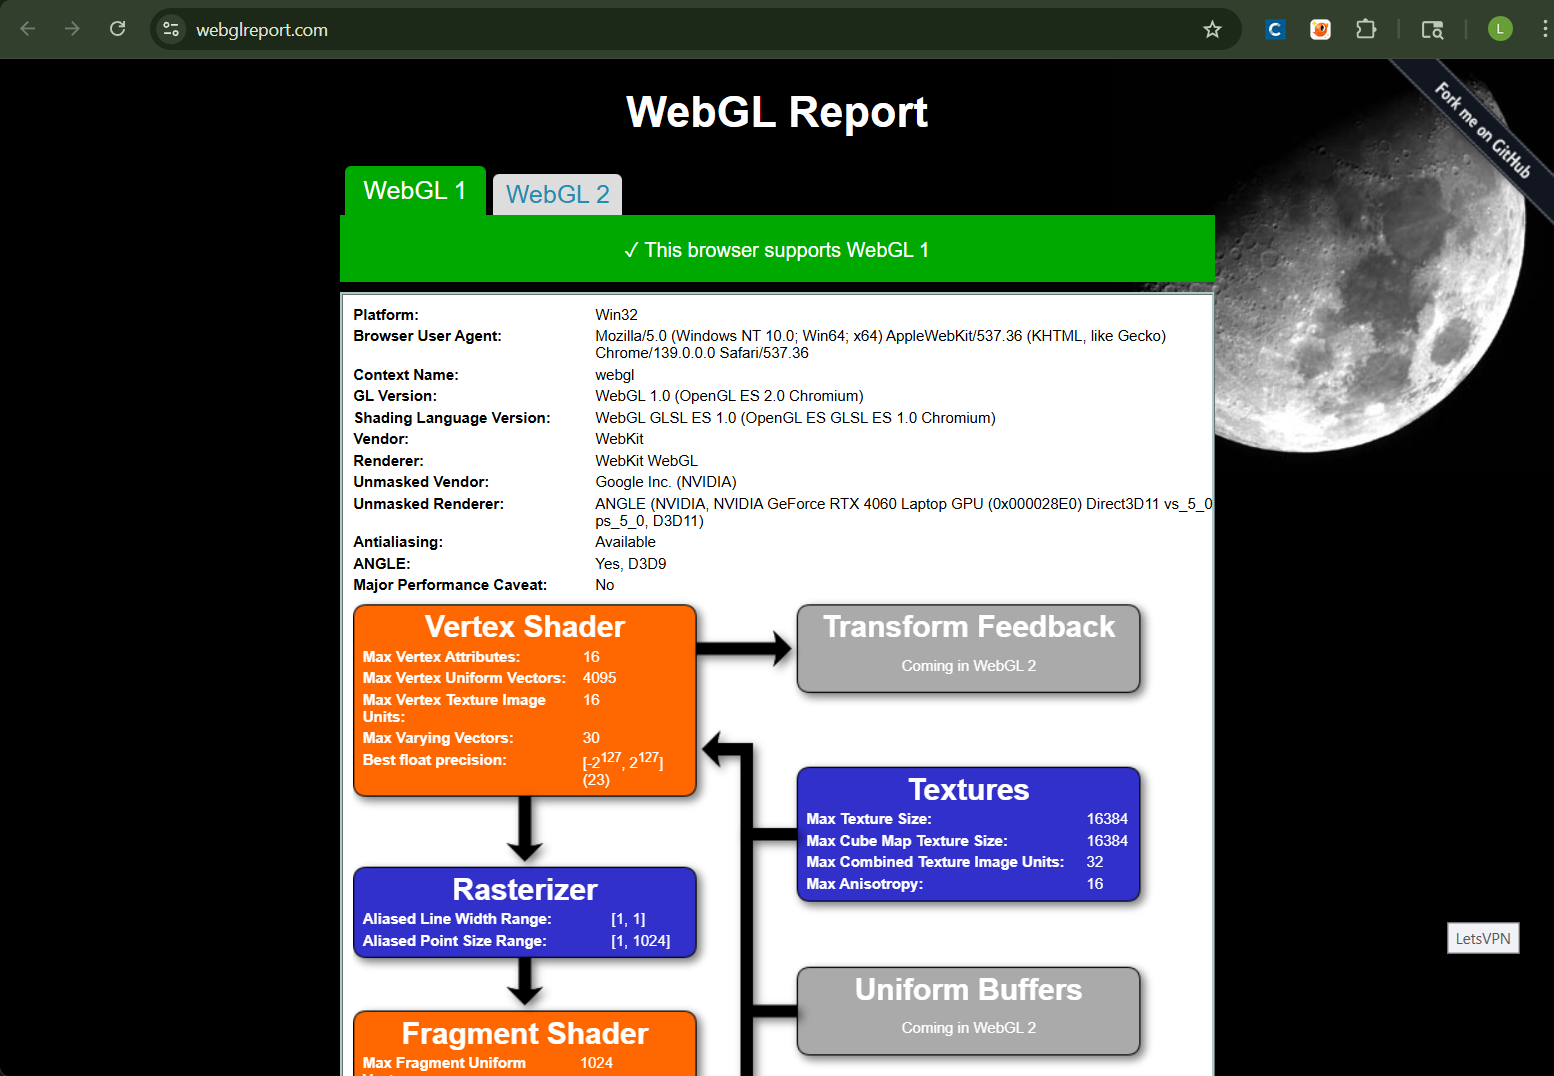 webglreport.com
L
Fork me on GitHub
WebGL Report
WebGL 1
WebGL 2
✓ This browser supports WebGL 1
Platform: Win32
Browser User Agent: Mozilla/5.0 (Windows NT 10.0; Win64; x64) AppleWebKit/537.36 (KHTML, like Gecko)
Chrome/139.0.0.0 Safari/537.36
Context Name: webgl
GL Version: WebGL 1.0 (OpenGL ES 2.0 Chromium)
Shading Language Version: WebGL GLSL ES 1.0 (OpenGL ES GLSL ES 1.0 Chromium)
Vendor: WebKit
Renderer: WebKit WebGL
Unmasked Vendor: Google Inc. (NVIDIA)
Unmasked Renderer: ANGLE (NVIDIA, NVIDIA GeForce RTX 4060 Laptop GPU (0x000028E0) Direct3D11 vs_5_0
ps_5_0, D3D11)
Antialiasing: Available
ANGLE: Yes, D3D9
Major Performance Caveat: No
Vertex Shader
Max Vertex Attributes: 16
Max Vertex Uniform Vectors: 4095
Max Vertex Texture Image 16
Units:
Max Varying Vectors: 30
Best float precision: [-2¹²⁷, 2¹²⁷]
(23)
Transform Feedback
Coming in WebGL 2
Textures
Max Texture Size: 16384
Max Cube Map Texture Size: 16384
Max Combined Texture Image Units: 32
Max Anisotropy: 16
Rasterizer
Aliased Line Width Range: [1, 1]
Aliased Point Size Range: [1, 1024]
LetsVPN
Uniform Buffers
Coming in WebGL 2
Fragment Shader
Max Fragment Uniform 1024